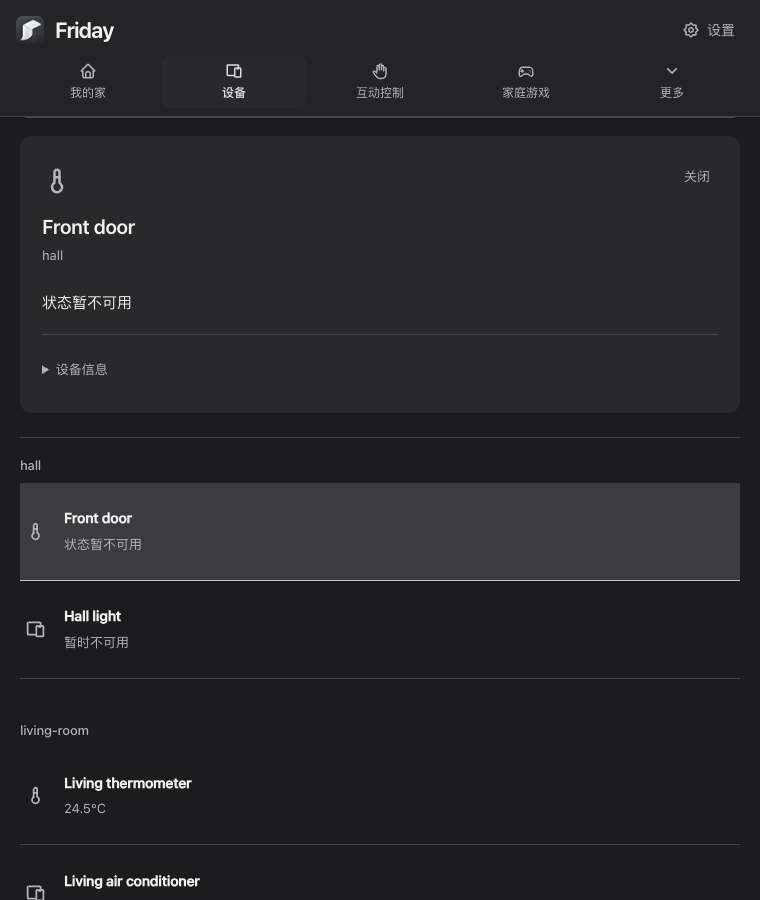 Friday
设置
我的家
设备
互动控制
家庭游戏
更多
关闭
Front door
hall
状态暂不可用
设备信息
hall
Front door
状态暂不可用
Hall light
暂时不可用
living-room
Living thermometer
24.5°C
Living air conditioner